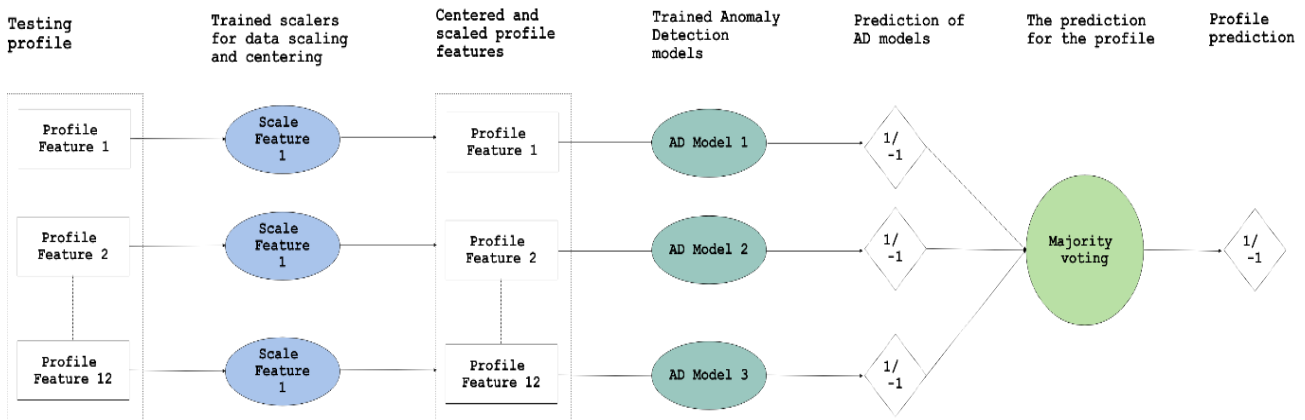 Testing
profile
Trained scalers
for data scaling
and centering
Centered and
scaled profile
features
Trained Anomaly
Detection
models
Prediction of
AD models
The prediction
for the profile
Profile
prediction
Profile
Feature 1
Scale
Feature
1
Profile
Feature 1
AD Model 1
1/
-1
Profile
Feature 2
Scale
Feature
1
Profile
Feature 2
AD Model 2
1/
-1
Majority
voting
1/
-1
Profile
Feature 12
Scale
Feature
1
Profile
Feature 12
AD Model 3
1/
-1